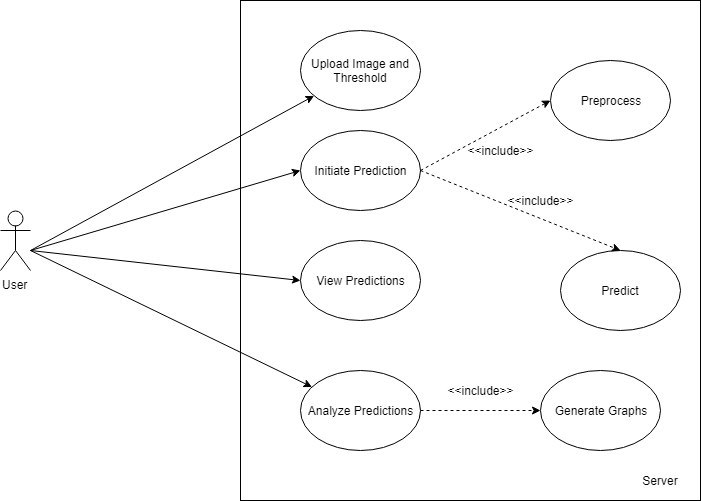 Upload Image and
Threshold
Preprocess
<<include>>
Initiate Prediction
<<include>>
User
View Predictions
Predict
<<include>>
Analyze Predictions
Generate Graphs
Server